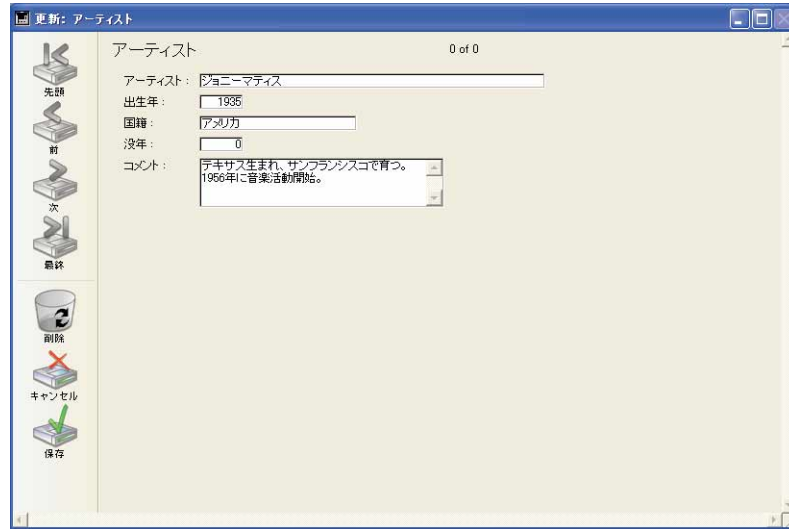 更新: アーティスト
アーティスト
0 of 0
アーティスト:
ジョニーマティス
出生年:
1935
国籍:
アメリカ
没年:
0
コメント:
テキサス生まれ、サンフランシスコで育つ。
1956年に音楽活動開始。
先頭
前
次
最終
削除
キャンセル
保存